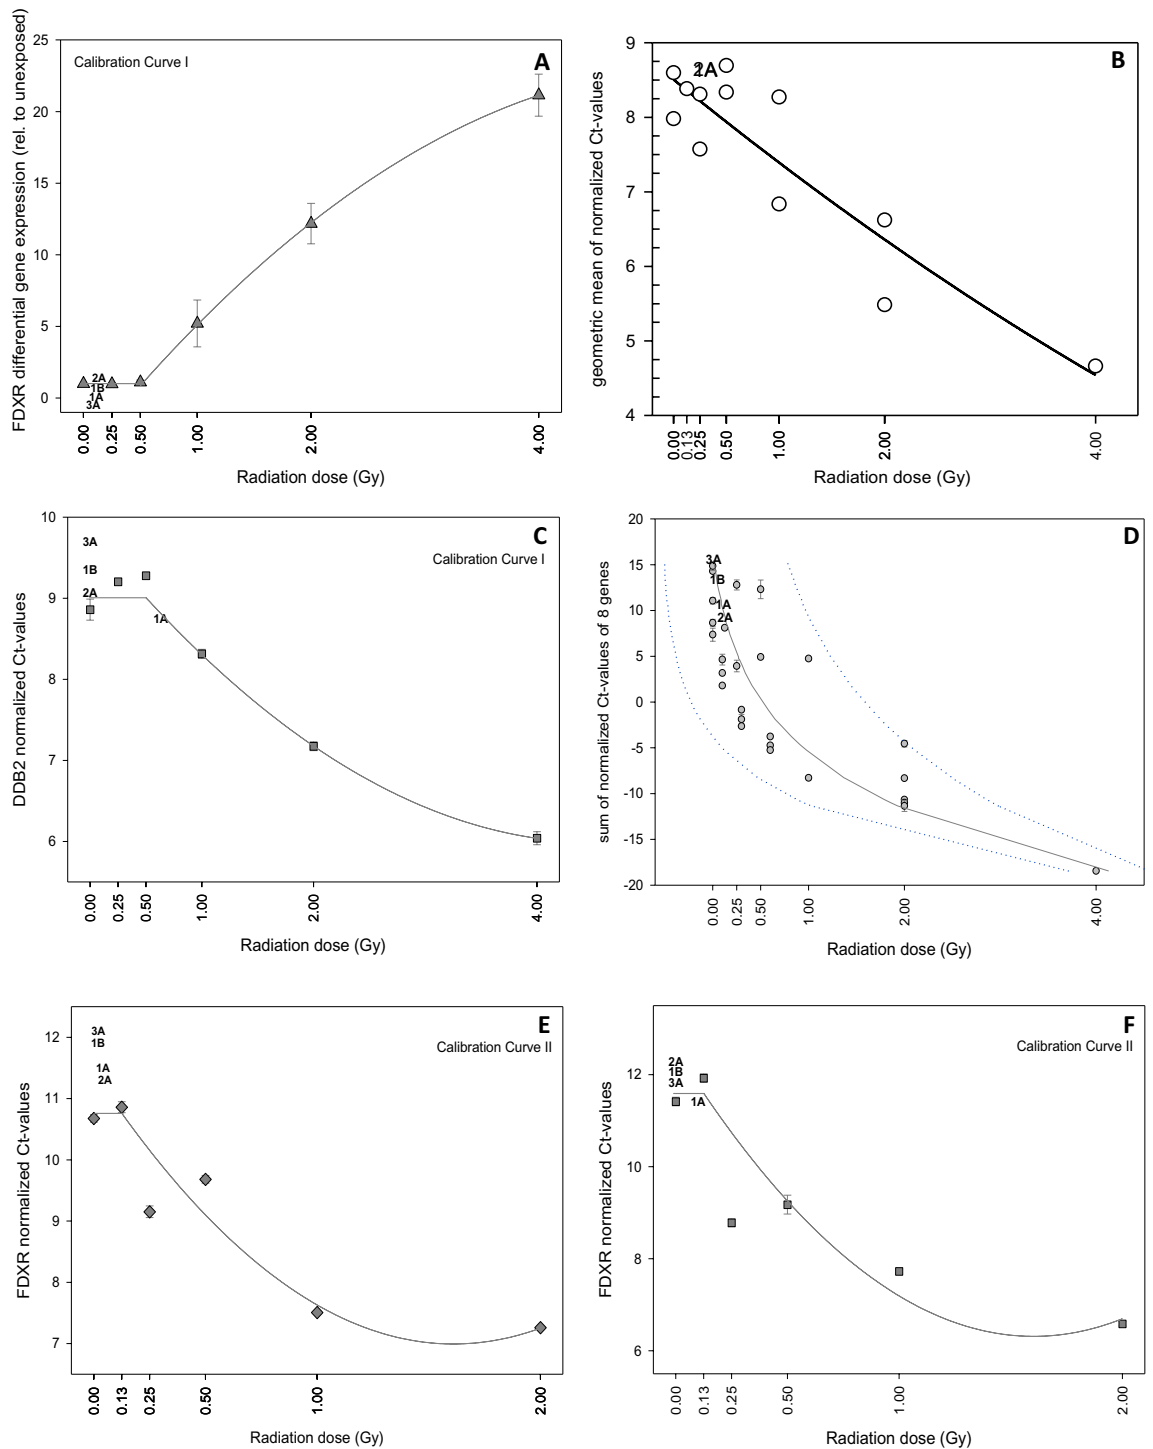 A
Calibration Curve I
FDXR differential gene expression (rel. to unexposed)
25
20
15
10
5
0
2A
1B
1A
3A
0.00
0.25
0.50
1.00
2.00
4.00
Radiation dose (Gy)
B
geometric mean of normalized Ct-values
9
8
7
6
5
4
0.00
0.13
0.25
0.50
1.00
2.00
4.00
Radiation dose (Gy)
C
Calibration Curve I
DDB2 normalized Ct-values
10
9
8
7
6
3A
1B
2A
1A
0.00
0.25
0.50
1.00
2.00
4.00
Radiation dose (Gy)
D
sum of normalized Ct-values of 8 genes
20
15
10
5
0
-5
-10
-15
-20
3A
1B
1A
2A
0.00
0.25
0.50
1.00
2.00
4.00
Radiation dose (Gy)
E
Calibration Curve II
FDXR normalized Ct-values
12
11
10
9
8
7
3A
1B
1A
2A
0.00
0.13
0.25
0.50
1.00
2.00
Radiation dose (Gy)
F
Calibration Curve II
FDXR normalized Ct-values
12
10
8
6
2A
1B
3A
1A
0.00
0.13
0.25
0.50
1.00
2.00
Radiation dose (Gy)